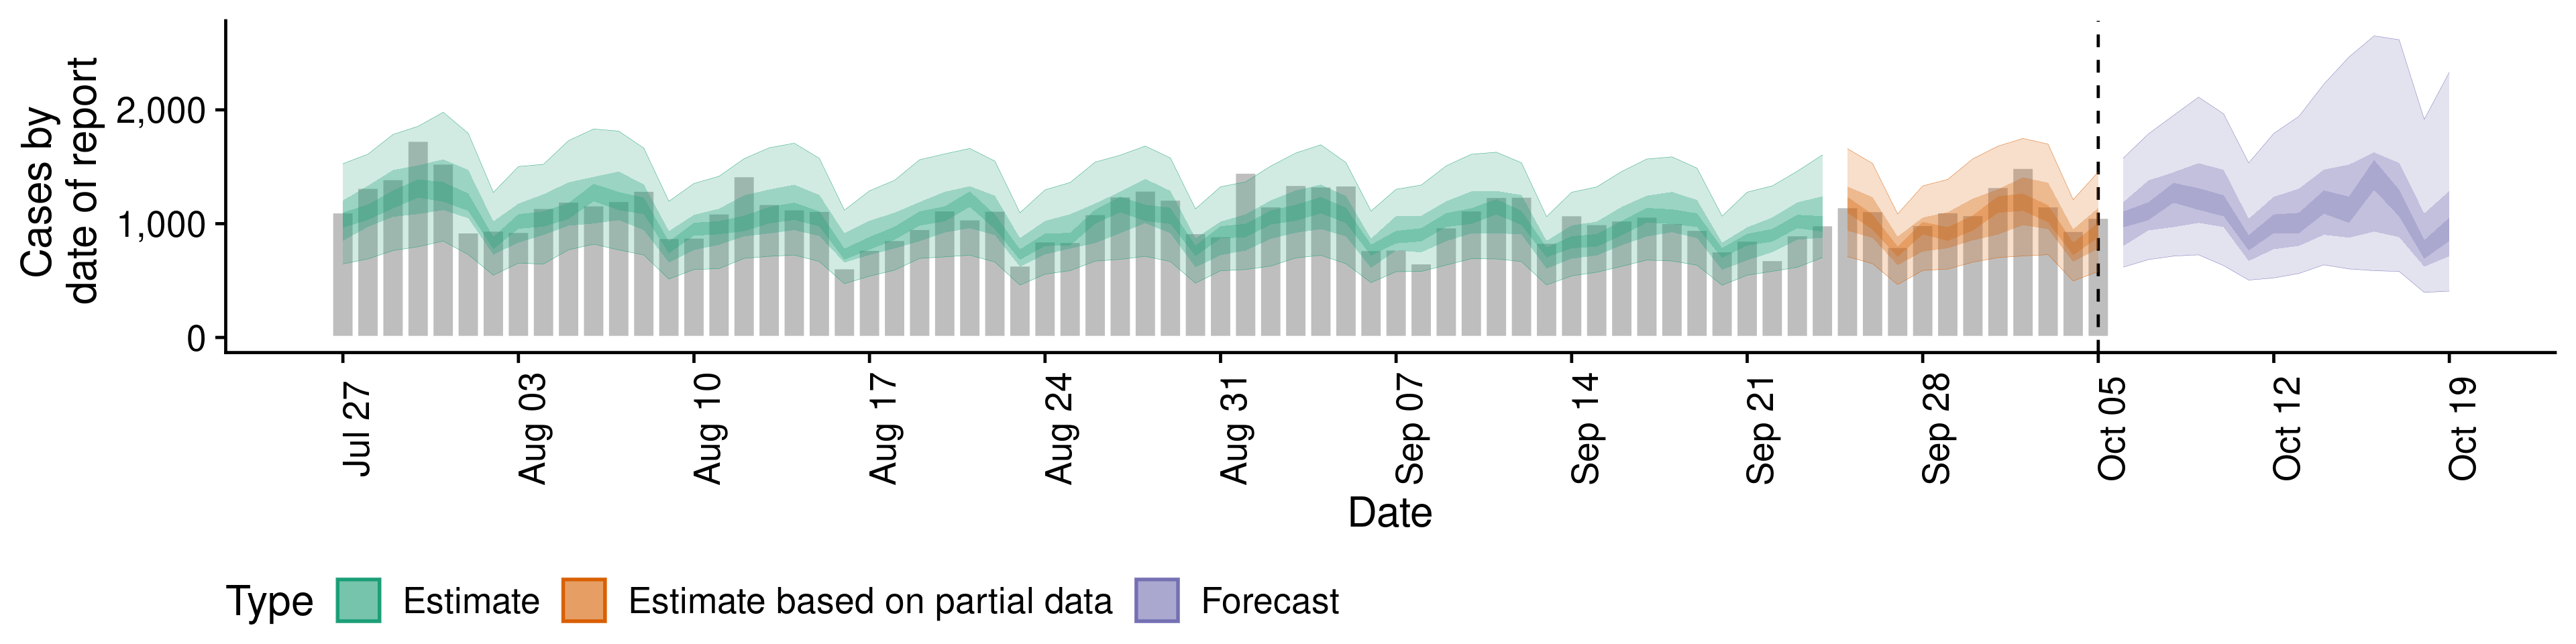 Cases by
date of report
2,000
1,000
0
Jul 27
Aug 03
Aug 10
Aug 17
Aug 24
Aug 31
Sep 07
Sep 14
Sep 21
Sep 28
Oct 05
Oct 12
Oct 19
Date
Type Estimate Estimate based on partial data Forecast